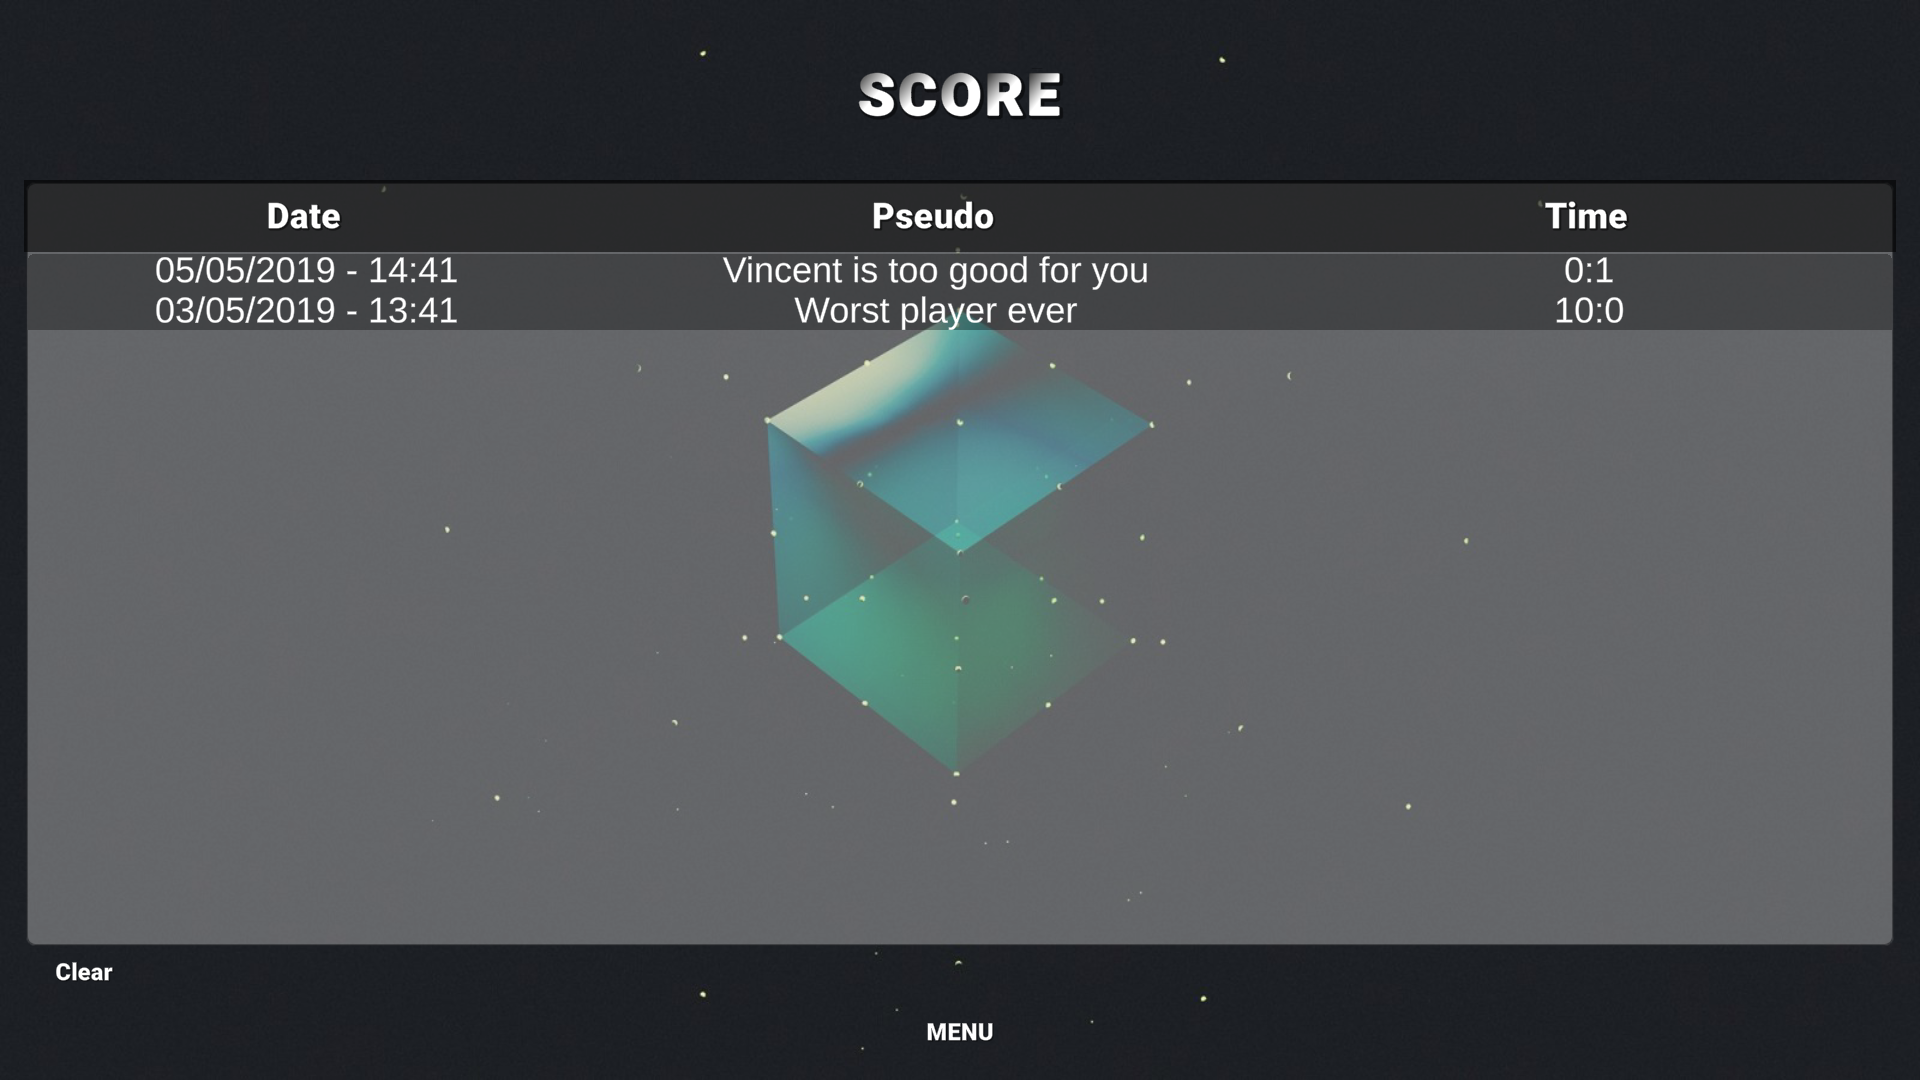 SCORE
Date Pseudo Time
05/05/2019 - 14:41 Vincent is too good for you 0:1
03/05/2019 - 13:41 Worst player ever 10:0
Clear
MENU